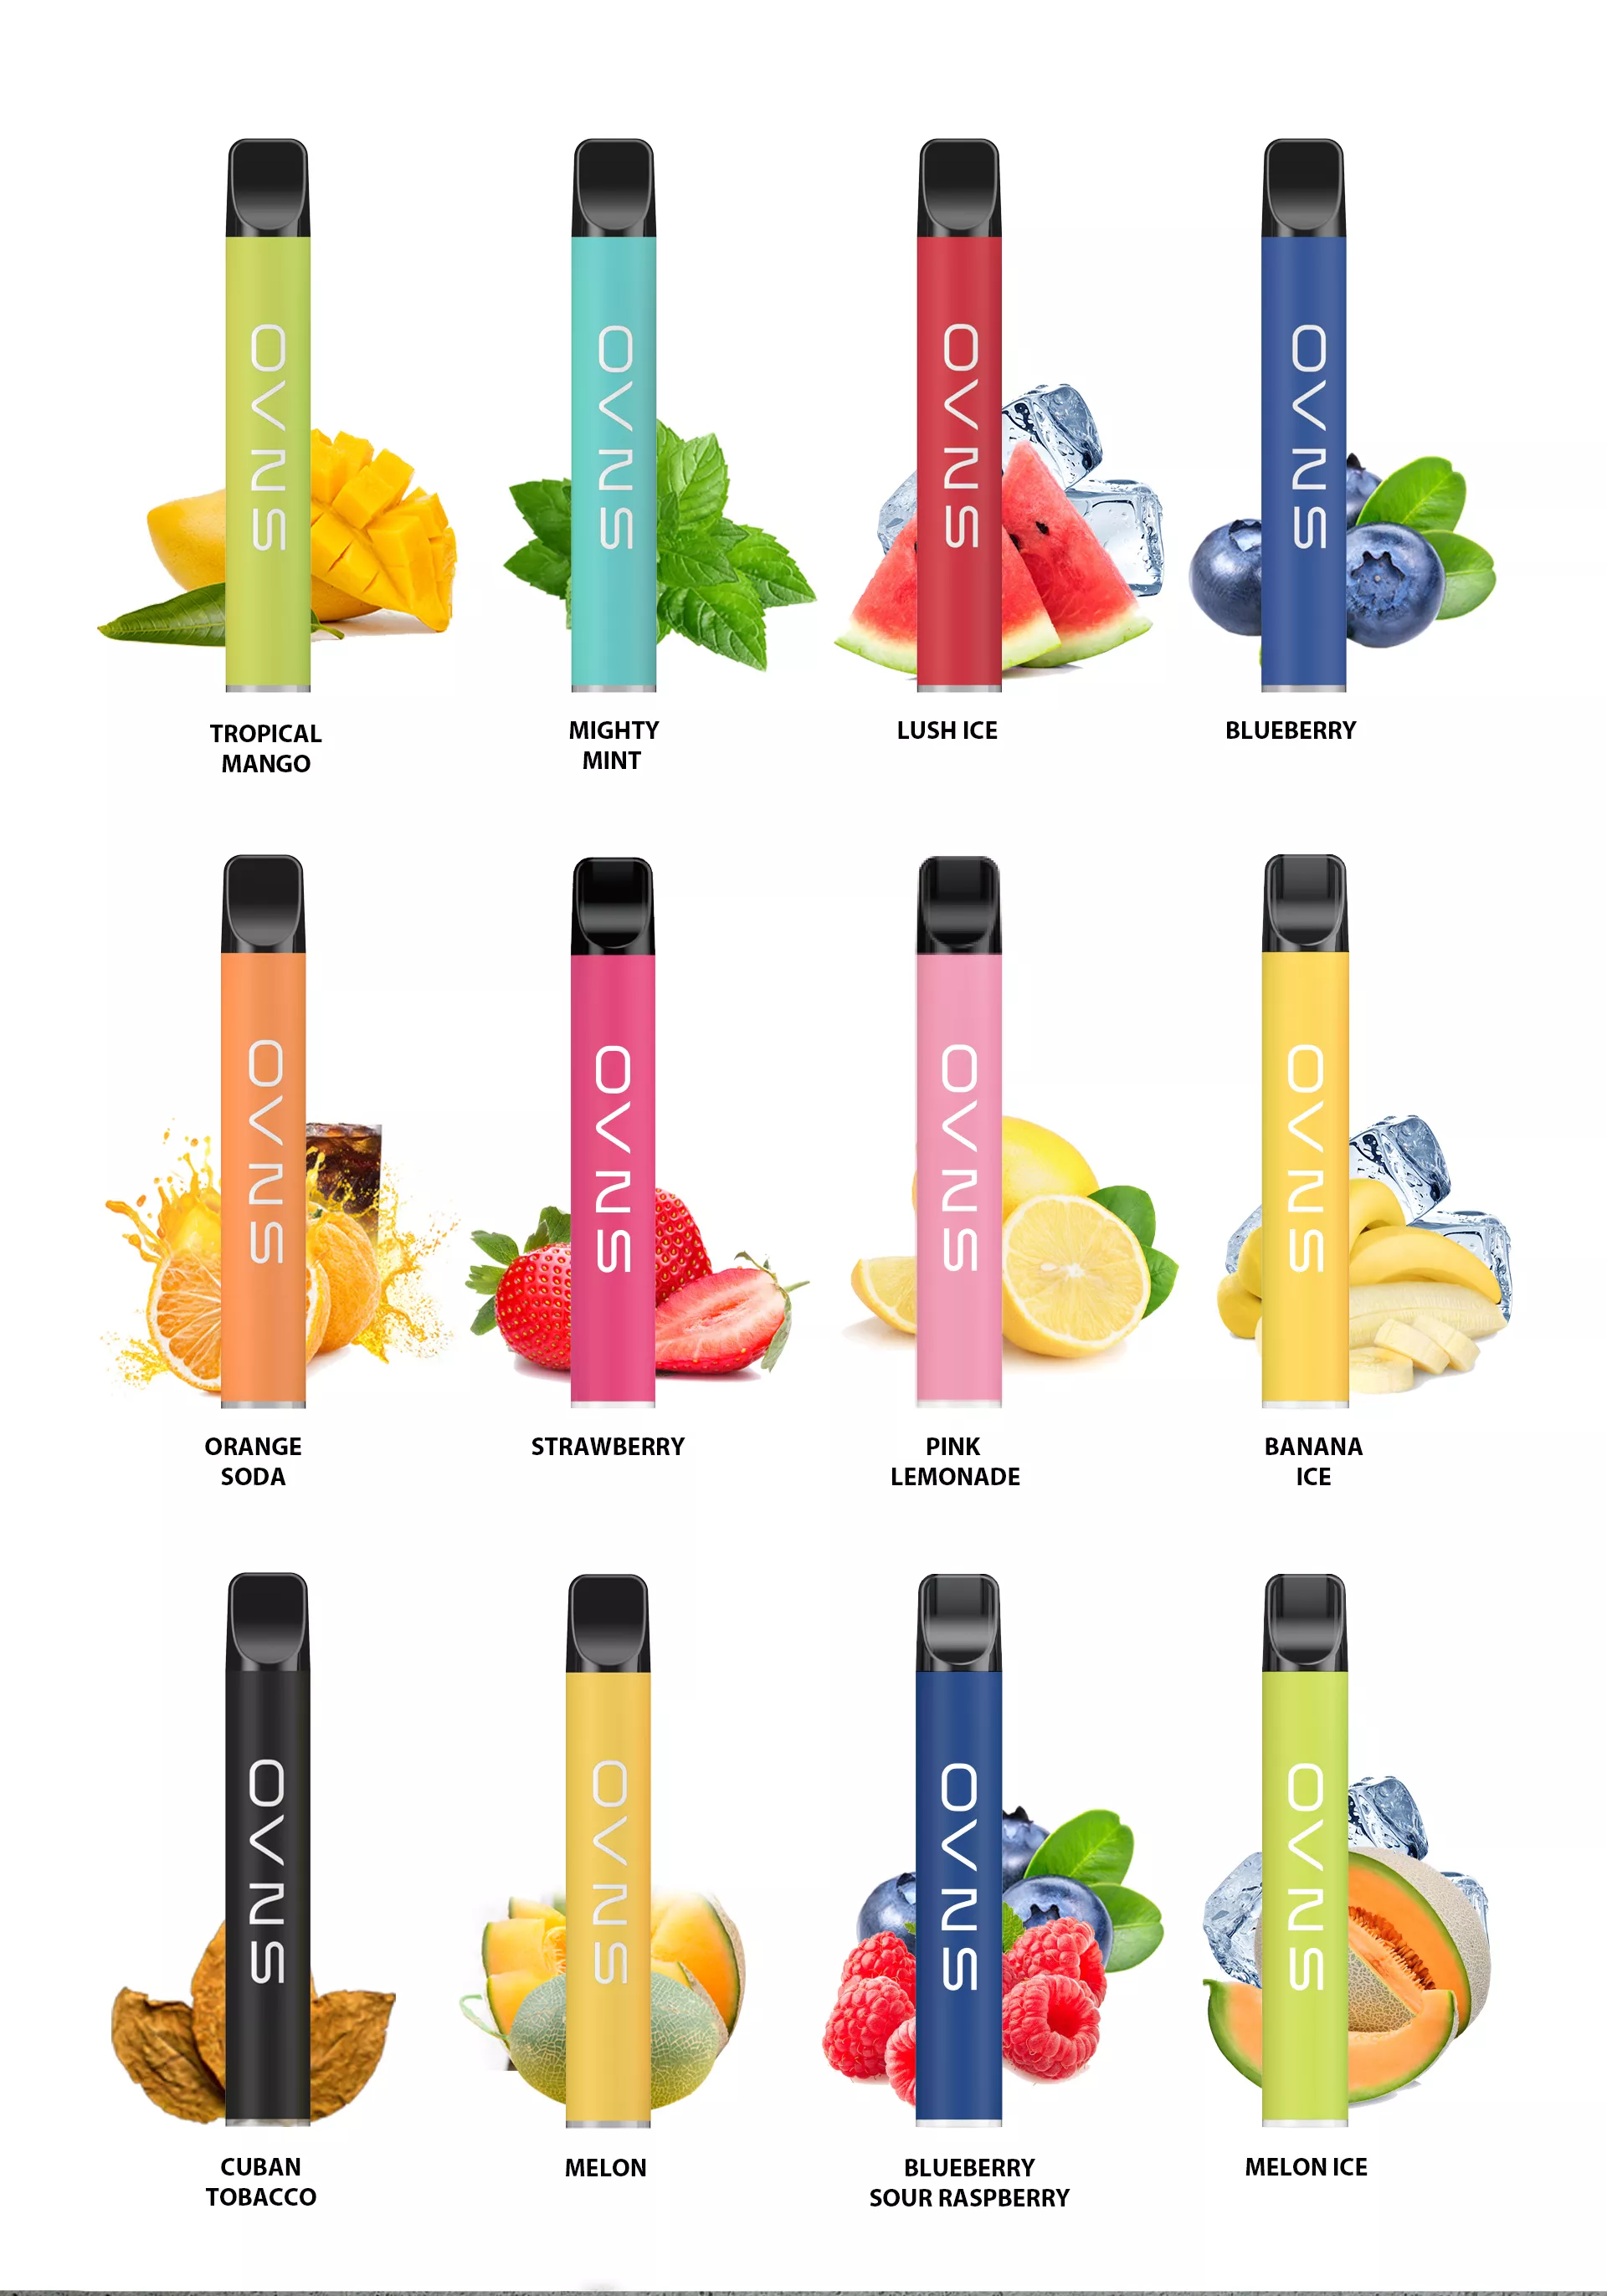 OVNS
TROPICAL
MANGO
OVNS
MIGHTY
MINT
OVNS
LUSH ICE
OVNS
BLUEBERRY
OVNS
ORANGE
SODA
OVNS
STRAWBERRY
OVNS
PINK
LEMONADE
OVNS
BANANA
ICE
OVNS
CUBAN
TOBACCO
OVNS
MELON
OVNS
BLUEBERRY
SOUR RASPBERRY
OVNS
MELON ICE